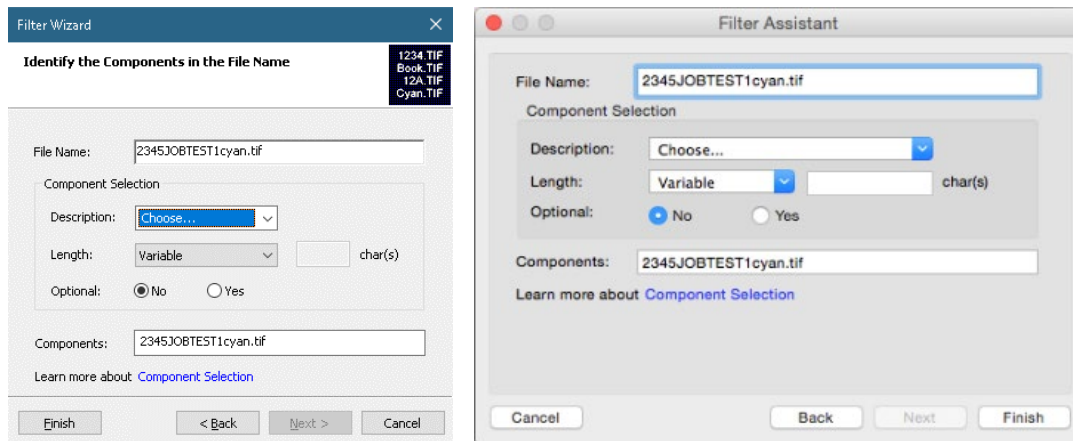 Filter Wizard
Identify the Components in the File Name
1234.TIF
Book.TIF
12A.TIF
Cyan.TIF
File Name: 2345JOBTEST1cyan.tif
Component Selection
Description: Choose...
Length: Variable char(s)
Optional: No Yes
Components: 2345JOBTEST1cyan.tif
Learn more about Component Selection
Finish < Back Next > Cancel
Filter Assistant
File Name: 2345JOBTEST1cyan.tif
Component Selection
Description: Choose...
Length: Variable char(s)
Optional: No Yes
Components: 2345JOBTEST1cyan.tif
Learn more about Component Selection
Cancel Back Next Finish